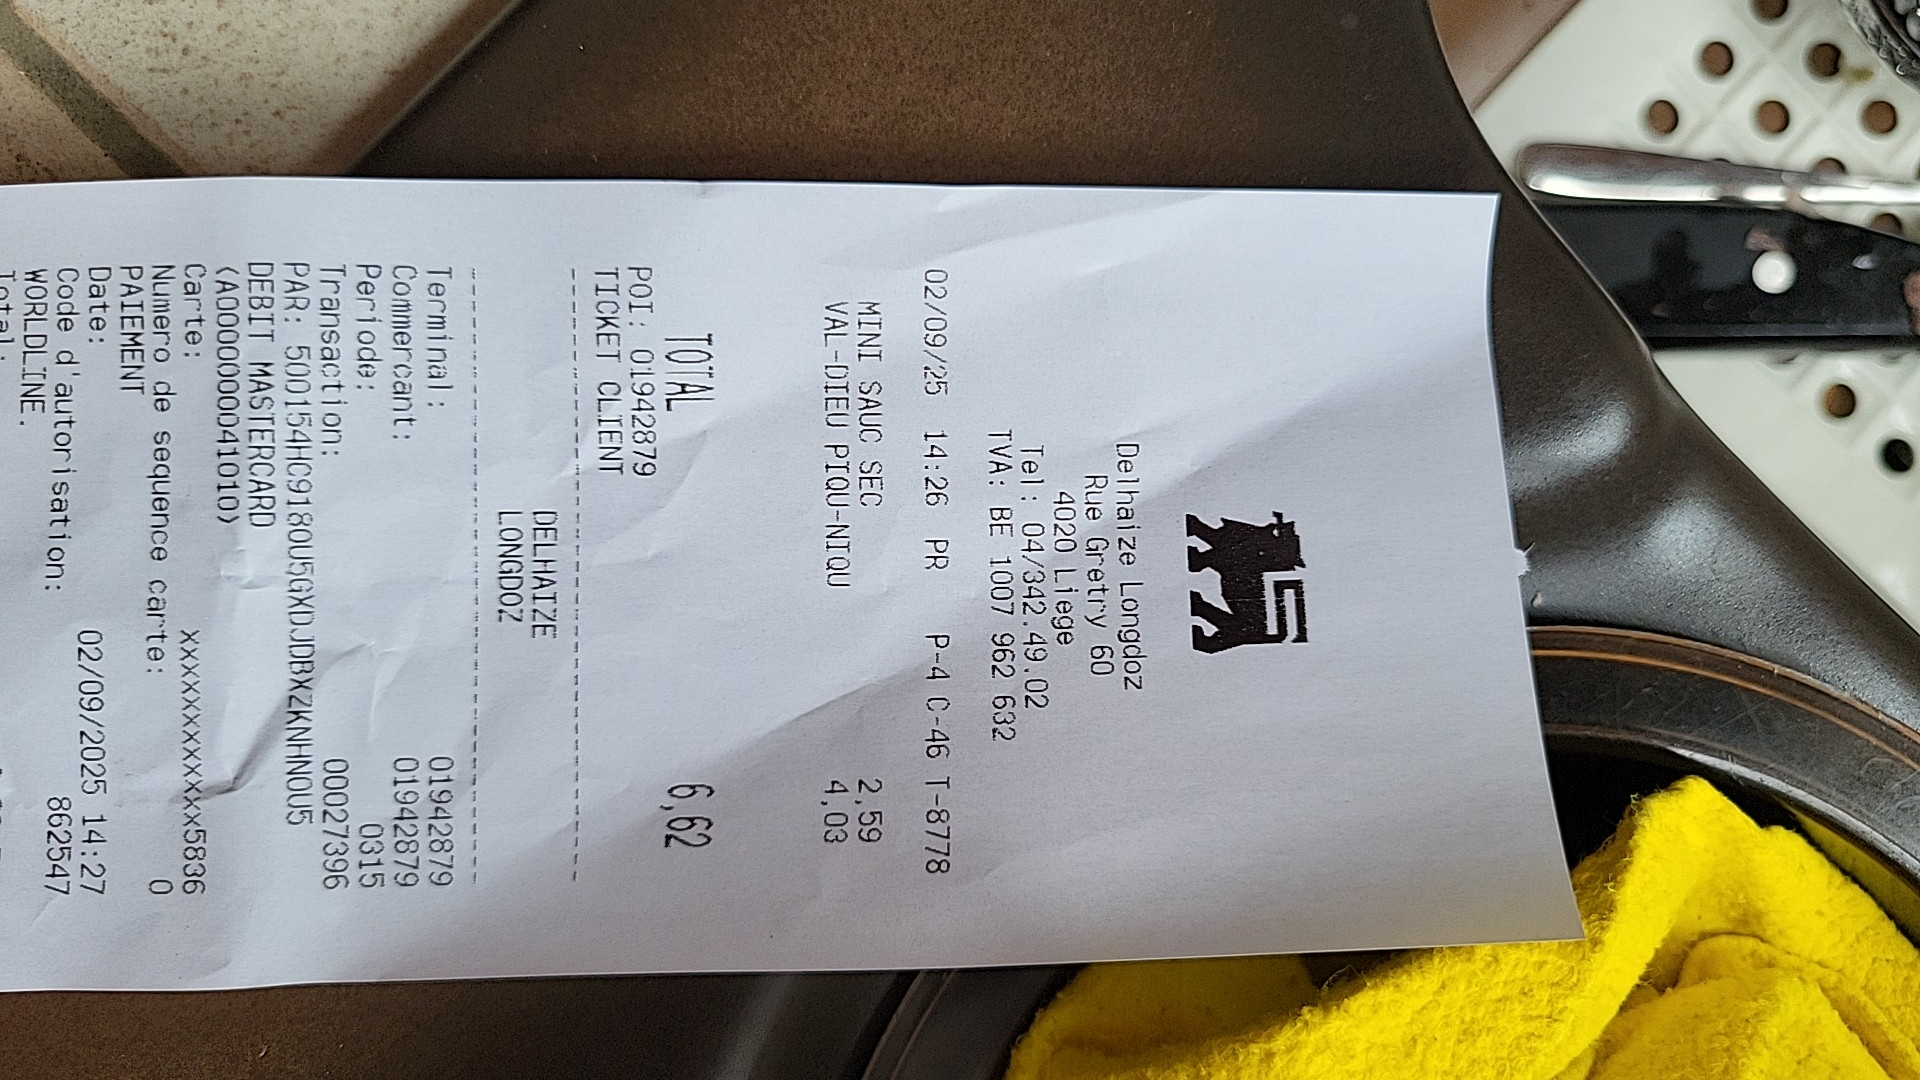 Delhaize Longdoz
Rue Gretry 60
4020 Liege
Tel: 04/342.49.02
TVA: BE 1007 962 632
02/09/25 14:26 PR P-4 C-46 T-8778
MINI SAUC SEC 2,59
VAL-DIEU PIQU-NIQU 4,03
TOTAL 6,62
POI: 01942879
TICKET CLIENT
DELHAIZE
LONGDOZ
Terminal: 01942879
Commercant: 01942879
Periode: 0315
Transaction: 00027396
PAR: 500154HC9180U5GXDJDBXZKNHNOU5
DEBIT MASTERCARD
(A0000000041010)
Carte: xxxxxxxxxxxx5836
Numero de sequence carte: 0
PAIEMENT
Date: 02/09/2025 14:27
Code d'autorisation: 862547
WORLDLINE.
Total: